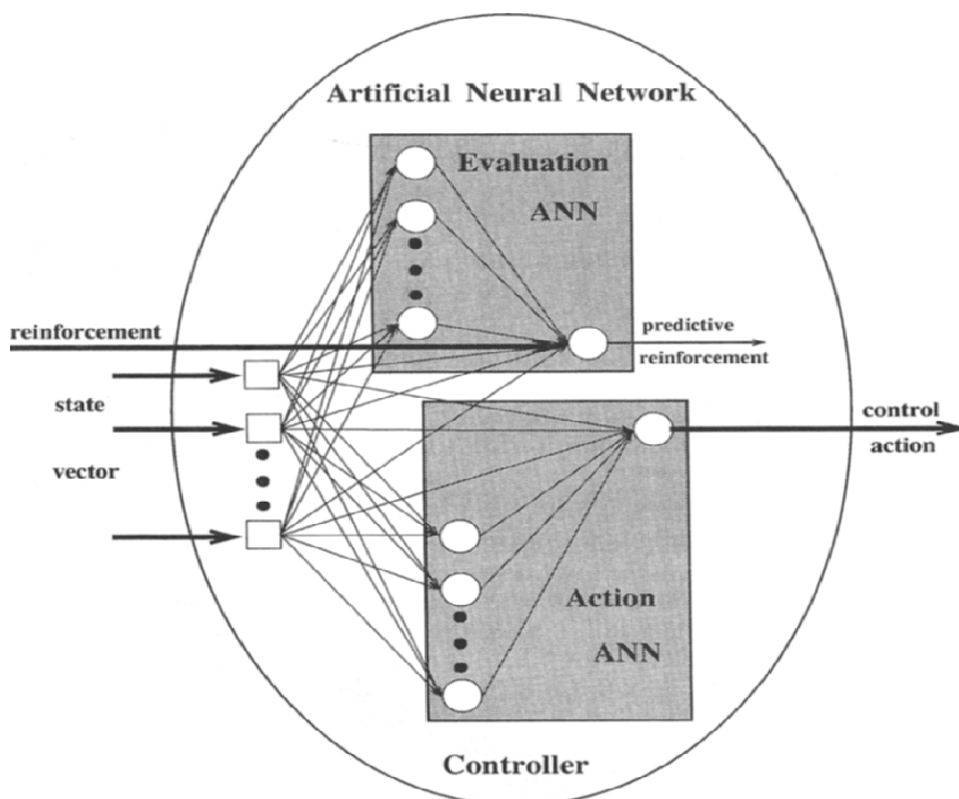 Artificial Neural Network
Evaluation
ANN
reinforcement
predictive
reinforcement
state
control
action
vector
Action
ANN
Controller